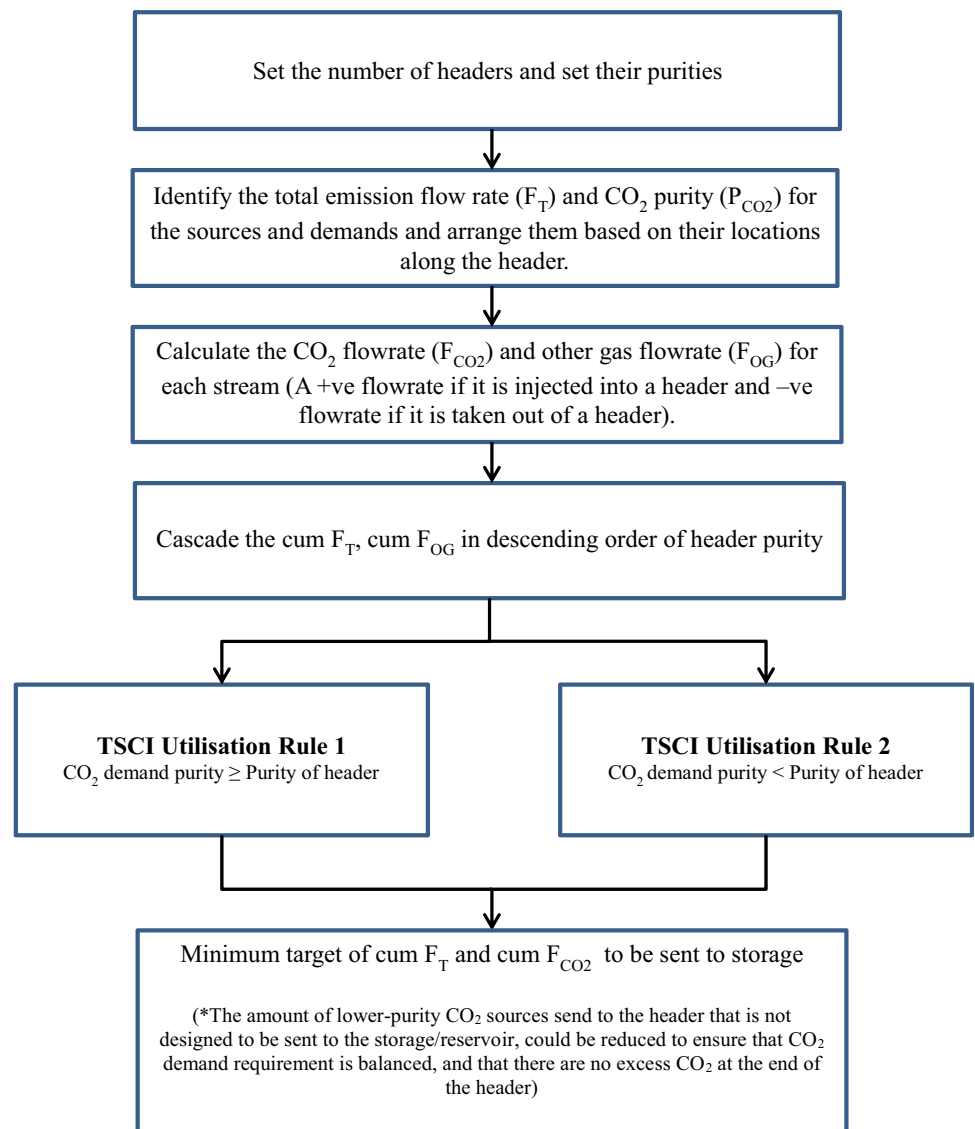 Set the number of headers and set their purities
Identify the total emission flow rate (F_T) and CO₂ purity (P_CO2) for
the sources and demands and arrange them based on their locations
along the header.
Calculate the CO₂ flowrate (F_CO2) and other gas flowrate (F_OG) for
each stream (A +ve flowrate if it is injected into a header and –ve
flowrate if it is taken out of a header).
Cascade the cum F_T, cum F_OG in descending order of header purity
TSCI Utilisation Rule 1
CO₂ demand purity ≥ Purity of header
TSCI Utilisation Rule 2
CO₂ demand purity < Purity of header
Minimum target of cum F_T and cum F_CO2 to be sent to storage
(*The amount of lower-purity CO₂ sources send to the header that is not
designed to be sent to the storage/reservoir, could be reduced to ensure that CO₂
demand requirement is balanced, and that there are no excess CO₂ at the end of
the header)